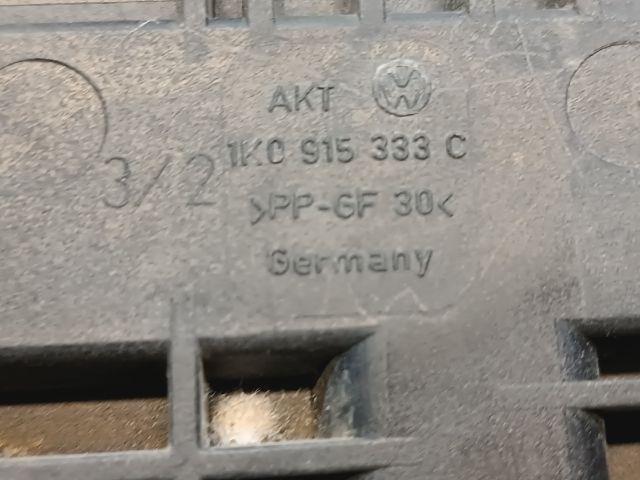 AKT
1K0 915 333 C
3/2
>PP-GF 30<
Germany